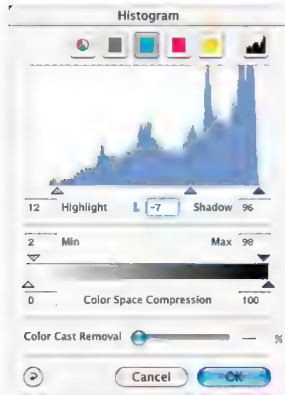 Histogram
12 Highlight L -7 Shadow 96
2 Min Max 98
0 Color Space Compression 100
Color Cast Removal — %
? Cancel OK